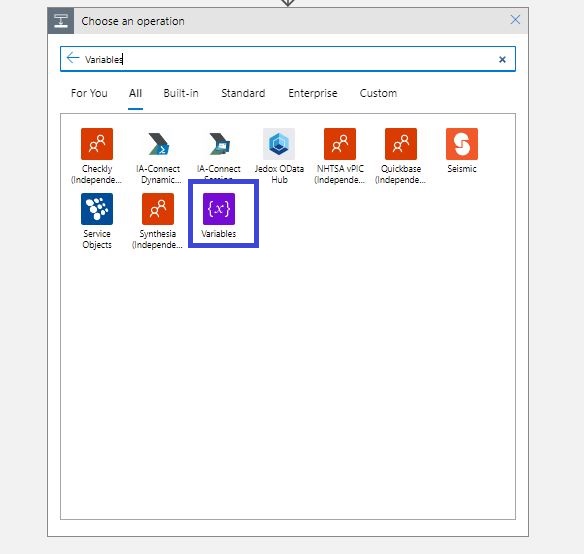 Choose an operation
Variables
For You All Built-in Standard Enterprise Custom
Checkly (Independe...
IA-Connect Dynamic...
IA-Connect
Jedox OData Hub
NHTSA vPIC (Independe...
Quickbase (Independe...
Seismic
Service Objects
Synthesia (Independe...
{x}
Variables